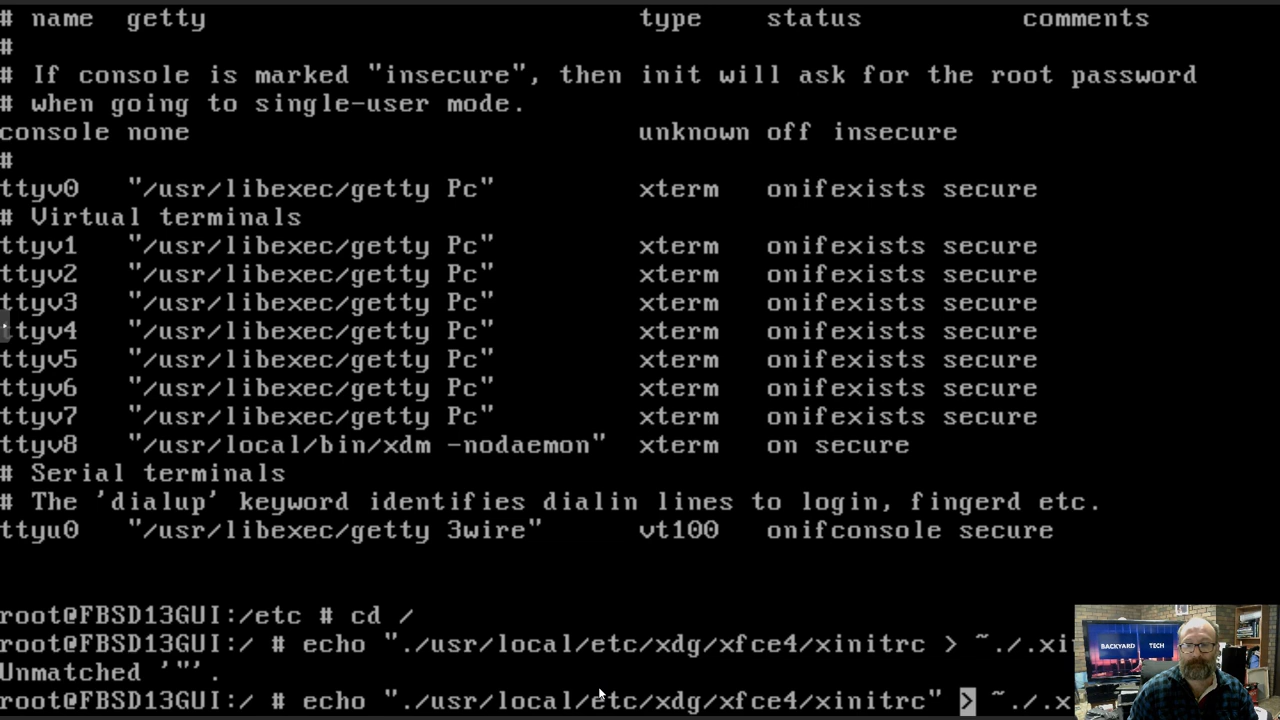 # name  getty                           type    status          comments
#
# If console is marked "insecure", then init will ask for the root password
# when going to single-user mode.
console none                            unknown off insecure
#
ttyv0   "/usr/libexec/getty Pc"         xterm   onifexists secure
# Virtual terminals
ttyv1   "/usr/libexec/getty Pc"         xterm   onifexists secure
ttyv2   "/usr/libexec/getty Pc"         xterm   onifexists secure
ttyv3   "/usr/libexec/getty Pc"         xterm   onifexists secure
ttyv4   "/usr/libexec/getty Pc"         xterm   onifexists secure
ttyv5   "/usr/libexec/getty Pc"         xterm   onifexists secure
ttyv6   "/usr/libexec/getty Pc"         xterm   onifexists secure
ttyv7   "/usr/libexec/getty Pc"         xterm   onifexists secure
ttyv8   "/usr/local/bin/xdm -nodaemon"  xterm   on secure
# Serial terminals
# The 'dialup' keyword identifies dialin lines to login, fingerd etc.
ttyu0   "/usr/libexec/getty 3wire"      vt100   onifconsole secure
root@FBSD13GUI:/etc # cd /
root@FBSD13GUI:/ # echo "./usr/local/etc/xdg/xfce4/xinitrc > ~./.xi
Unmatched '"'.
root@FBSD13GUI:/ # echo "./usr/local/etc/xdg/xfce4/xinitrc" > ~./.x
BACKYARD TECH